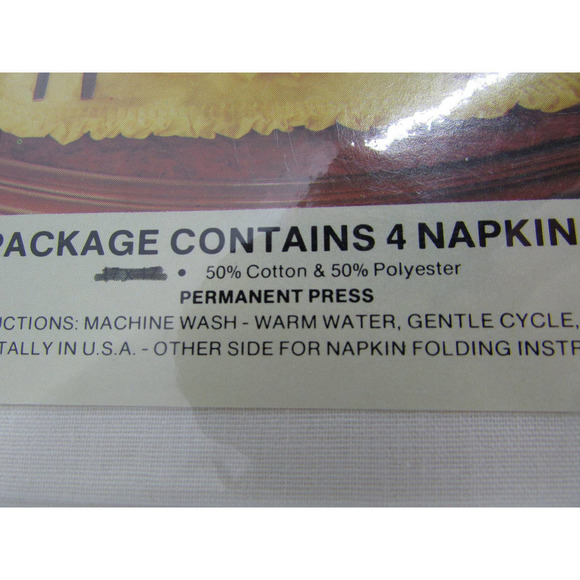 PACKAGE CONTAINS 4 NAPKIN
• 50% Cotton & 50% Polyester
PERMANENT PRESS
UCTIONS: MACHINE WASH - WARM WATER, GENTLE CYCLE,
TALLY IN U.S.A. - OTHER SIDE FOR NAPKIN FOLDING INSTR